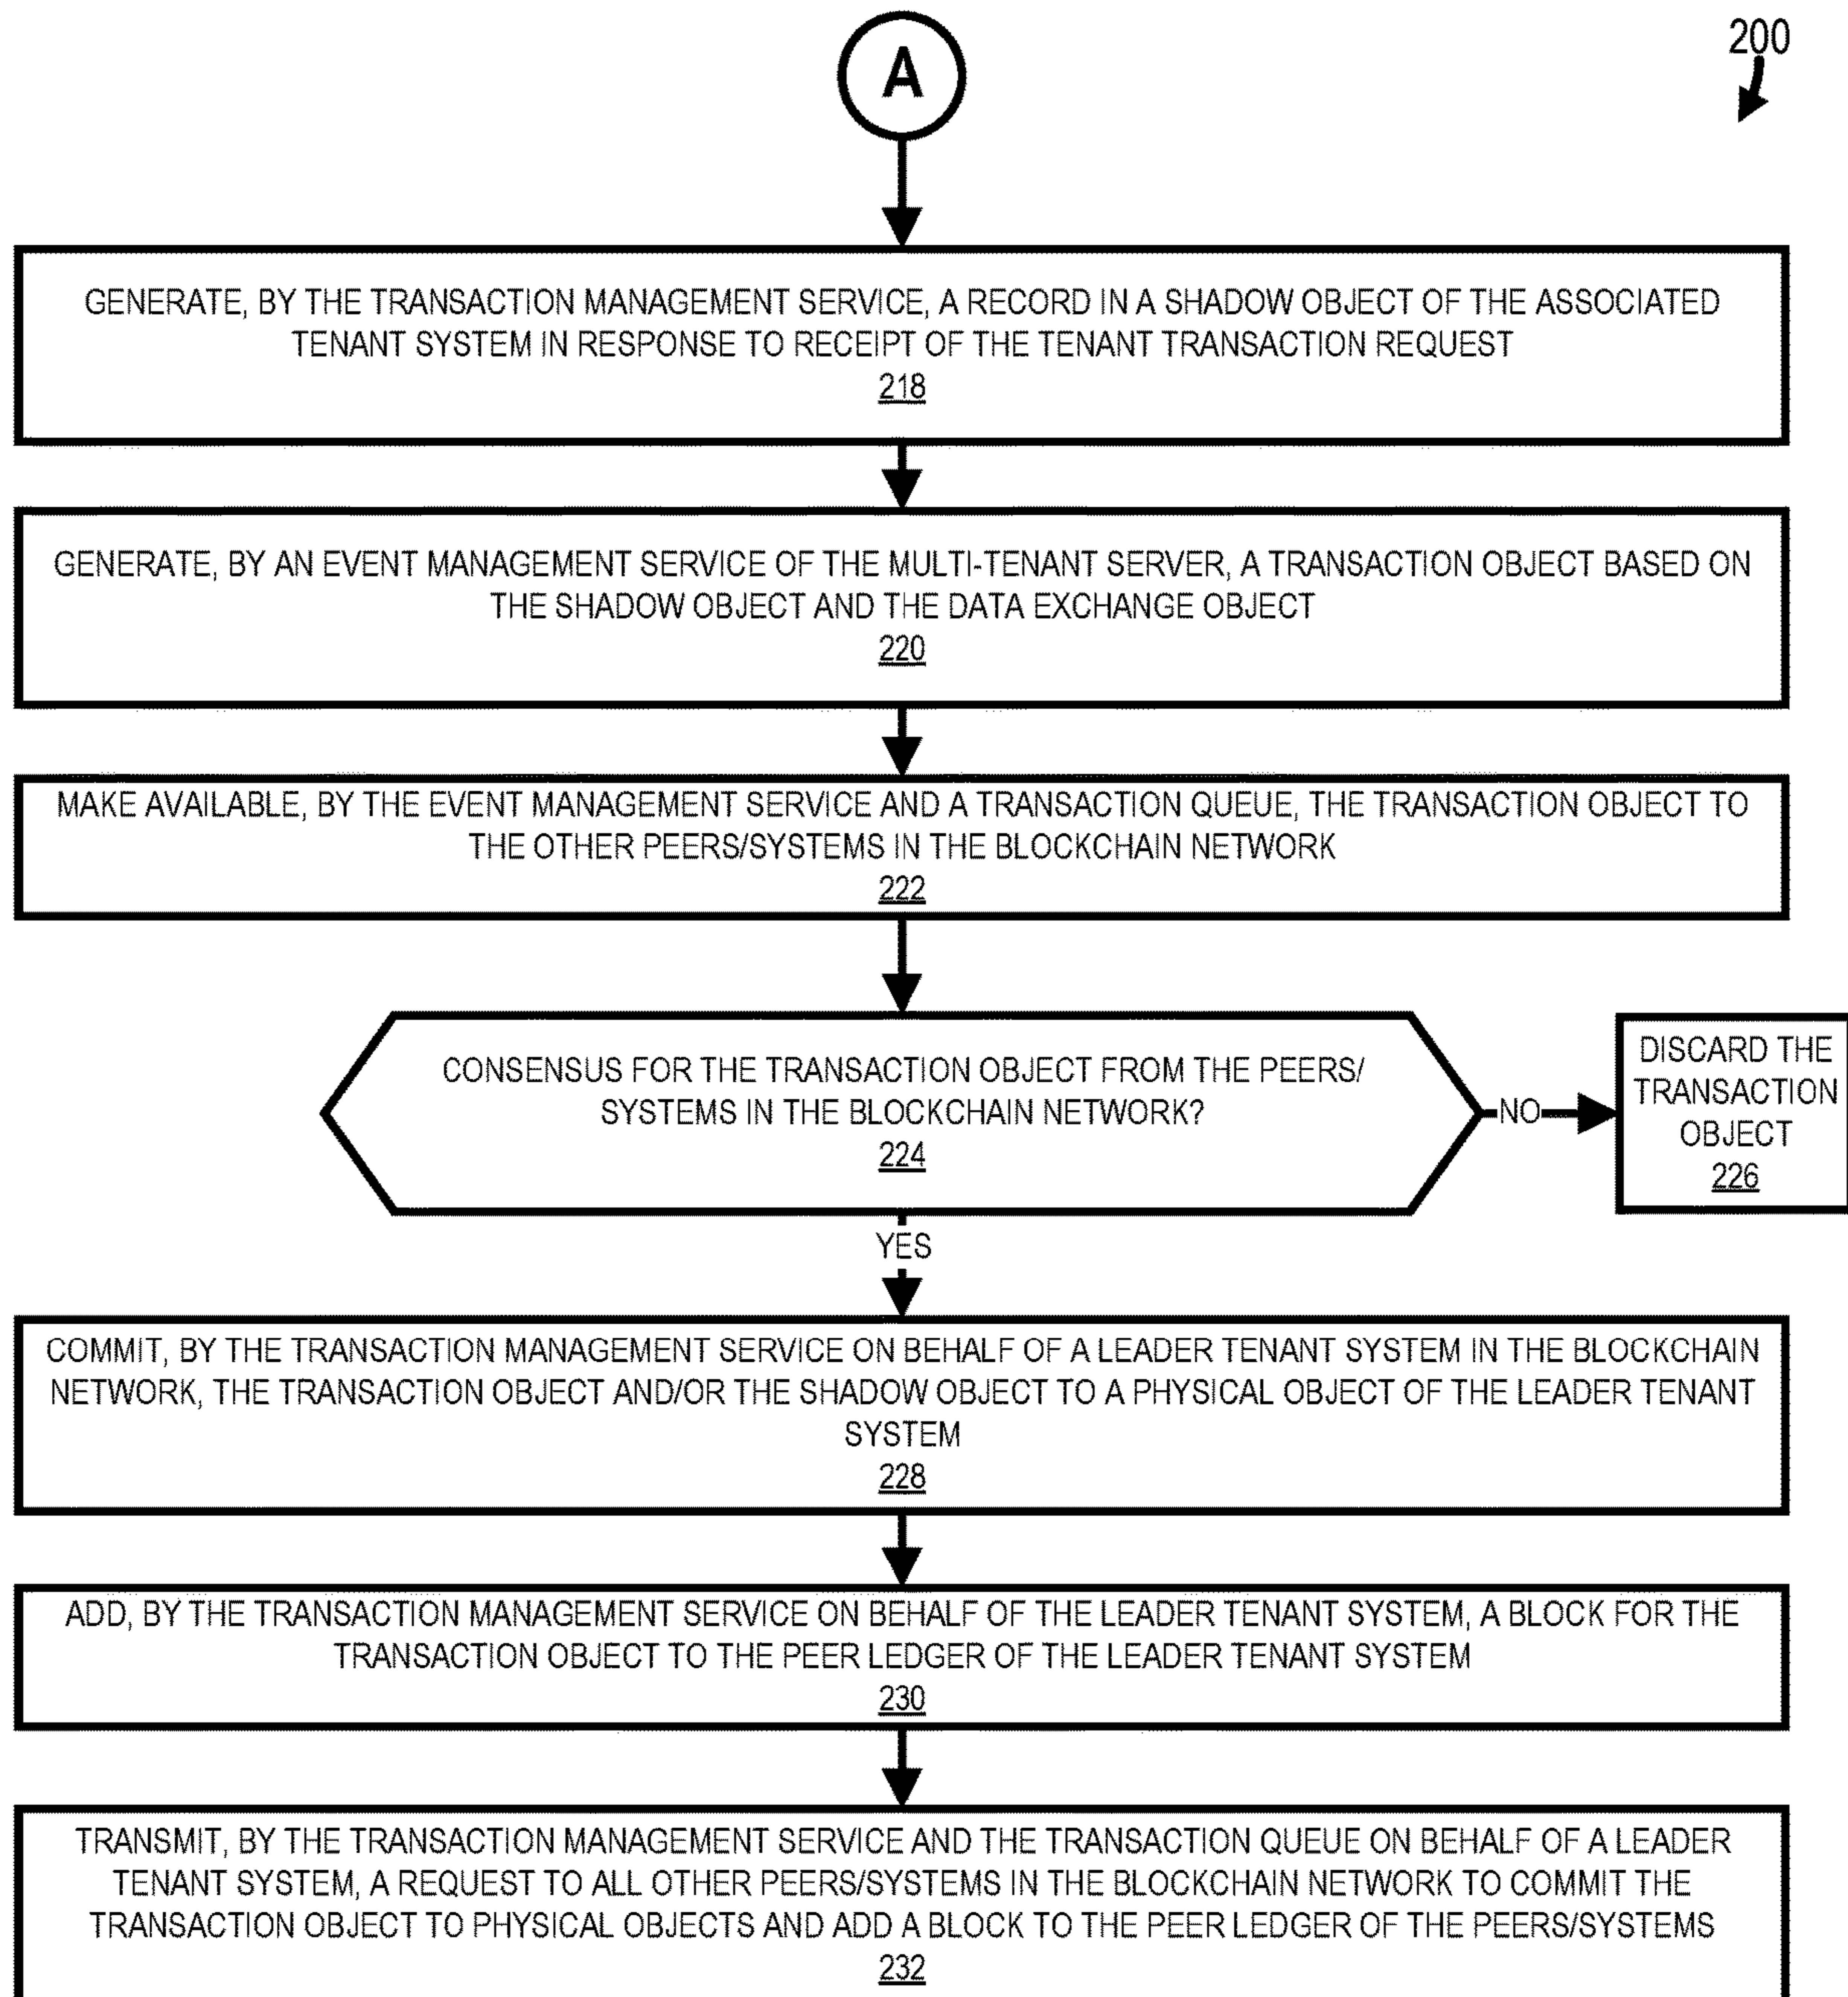 A
200
GENERATE, BY THE TRANSACTION MANAGEMENT SERVICE, A RECORD IN A SHADOW OBJECT OF THE ASSOCIATED
TENANT SYSTEM IN RESPONSE TO RECEIPT OF THE TENANT TRANSACTION REQUEST
218
GENERATE, BY AN EVENT MANAGEMENT SERVICE OF THE MULTI-TENANT SERVER, A TRANSACTION OBJECT BASED ON
THE SHADOW OBJECT AND THE DATA EXCHANGE OBJECT
220
MAKE AVAILABLE, BY THE EVENT MANAGEMENT SERVICE AND A TRANSACTION QUEUE, THE TRANSACTION OBJECT TO
THE OTHER PEERS/SYSTEMS IN THE BLOCKCHAIN NETWORK
222
CONSENSUS FOR THE TRANSACTION OBJECT FROM THE PEERS/
SYSTEMS IN THE BLOCKCHAIN NETWORK?
224
NO
DISCARD THE
TRANSACTION
OBJECT
226
YES
COMMIT, BY THE TRANSACTION MANAGEMENT SERVICE ON BEHALF OF A LEADER TENANT SYSTEM IN THE BLOCKCHAIN
NETWORK, THE TRANSACTION OBJECT AND/OR THE SHADOW OBJECT TO A PHYSICAL OBJECT OF THE LEADER TENANT
SYSTEM
228
ADD, BY THE TRANSACTION MANAGEMENT SERVICE ON BEHALF OF THE LEADER TENANT SYSTEM, A BLOCK FOR THE
TRANSACTION OBJECT TO THE PEER LEDGER OF THE LEADER TENANT SYSTEM
230
TRANSMIT, BY THE TRANSACTION MANAGEMENT SERVICE AND THE TRANSACTION QUEUE ON BEHALF OF A LEADER
TENANT SYSTEM, A REQUEST TO ALL OTHER PEERS/SYSTEMS IN THE BLOCKCHAIN NETWORK TO COMMIT THE
TRANSACTION OBJECT TO PHYSICAL OBJECTS AND ADD A BLOCK TO THE PEER LEDGER OF THE PEERS/SYSTEMS
232